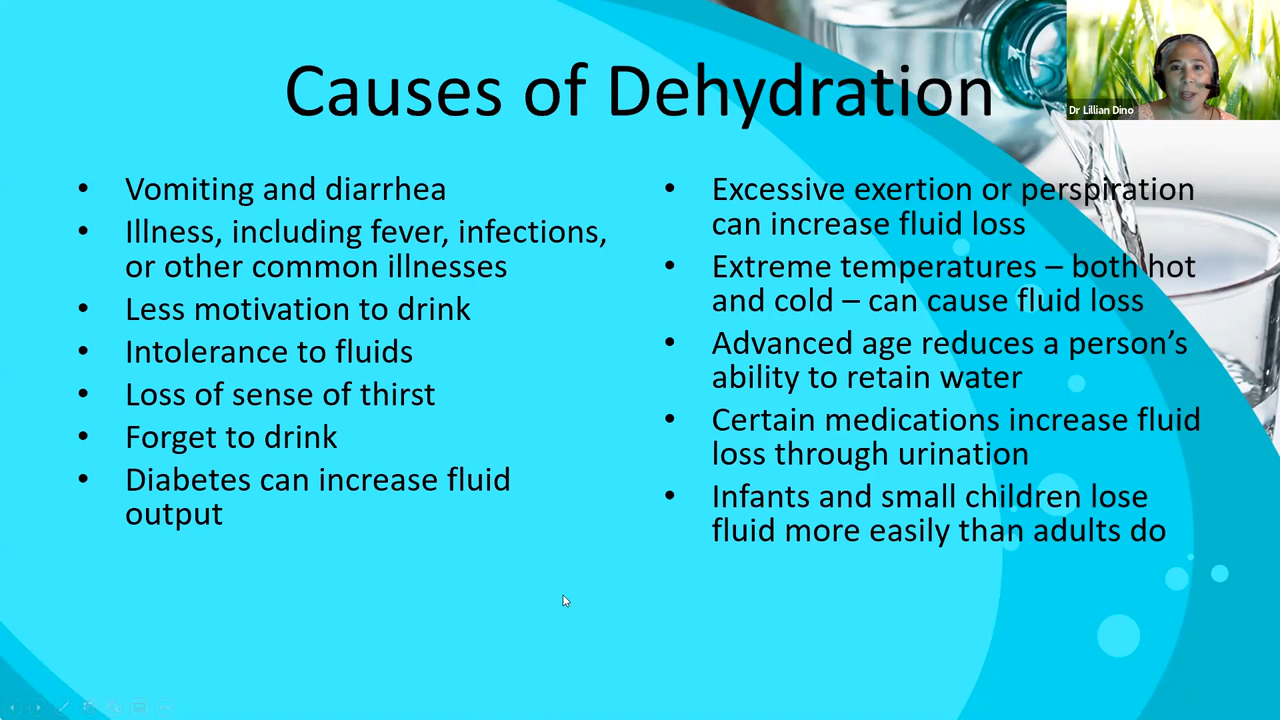 Causes of Dehydration
Dr Lillian Dino
• Vomiting and diarrhea
• Illness, including fever, infections,
or other common illnesses
• Less motivation to drink
• Intolerance to fluids
• Loss of sense of thirst
• Forget to drink
• Diabetes can increase fluid
output
• Excessive exertion or perspiration
can increase fluid loss
• Extreme temperatures – both hot
and cold – can cause fluid loss
• Advanced age reduces a person’s
ability to retain water
• Certain medications increase fluid
loss through urination
• Infants and small children lose
fluid more easily than adults do